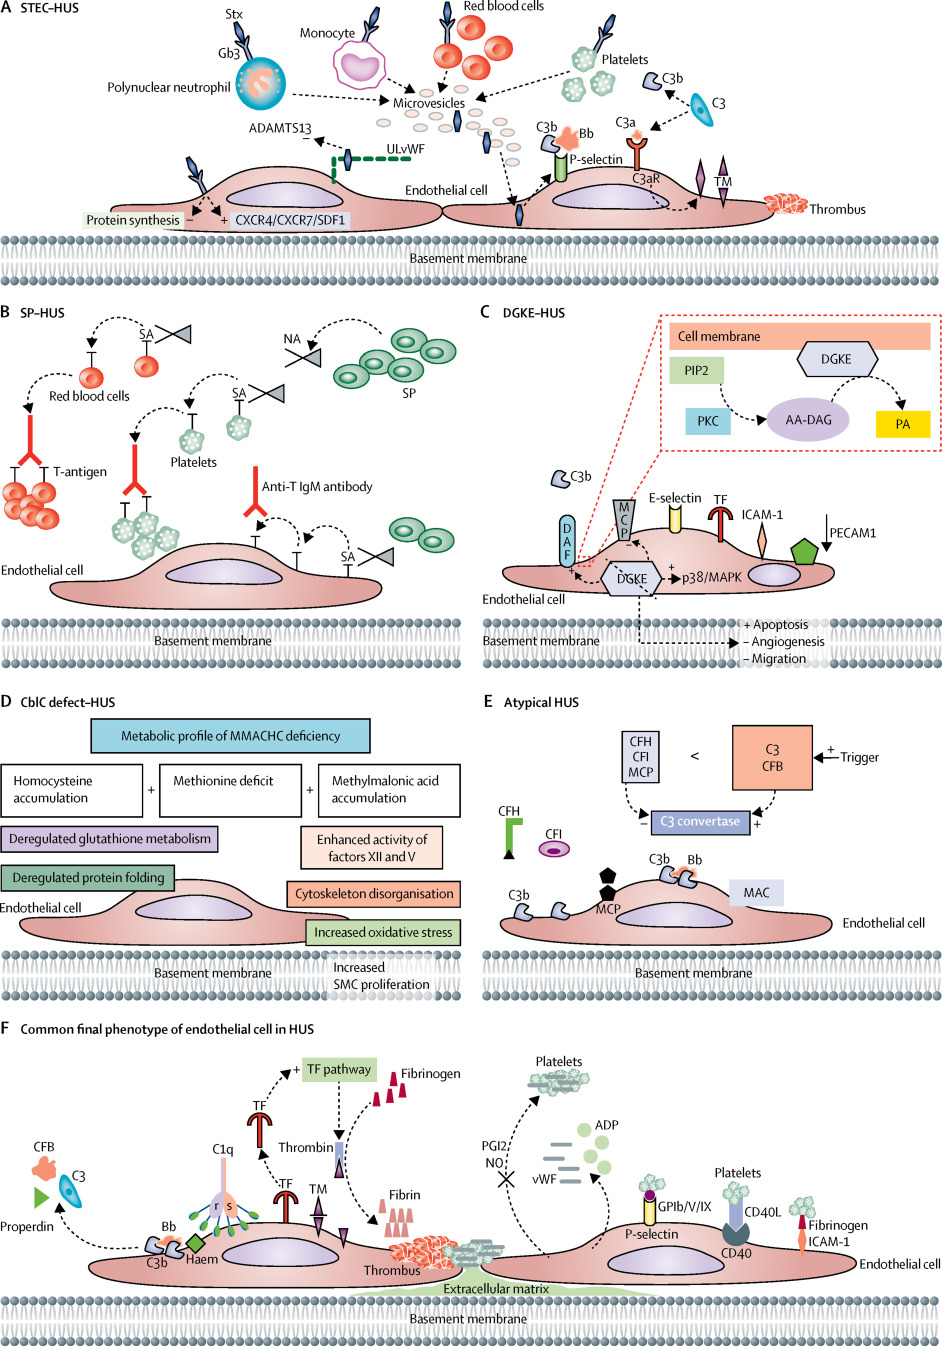 A STEC–HUS
Stx
Gb3
Polynuclear neutrophil
Monocyte
Red blood cells
Platelets
Microvesicles
C3b
C3
ADAMTS13
–
ULvWF
C3b
Bb
C3a
P-selectin
C3aR
TM
Endothelial cell
Thrombus
Protein synthesis
–
+
CXCR4/CXCR7/SDF1
Basement membrane
B SP–HUS
SA
NA
SP
Red blood cells
SA
Platelets
T-antigen
Anti-T IgM antibody
SA
Endothelial cell
Basement membrane
C DGKE–HUS
Cell membrane
DGKE
PIP2
PKC
AA-DAG
PA
C3b
DAF
MCP
E-selectin
TF
ICAM-1
PECAM1
+
–
DGKE
+
p38/MAPK
Endothelial cell
Basement membrane
+ Apoptosis
– Angiogenesis
– Migration
D CblC defect–HUS
Metabolic profile of MMACHC deficiency
Homocysteine
accumulation
+
Methionine deficit
+
Methylmalonic acid
accumulation
Deregulated glutathione metabolism
Enhanced activity of
factors XII and V
Deregulated protein folding
Cytoskeleton disorganisation
Endothelial cell
Increased oxidative stress
Basement membrane
Increased
SMC proliferation
E Atypical HUS
CFH
CFI
MCP
<
C3
CFB
+
Trigger
–
C3 convertase
+
CFH
CFI
C3b
MCP
C3b
Bb
MAC
Endothelial cell
Basement membrane
F Common final phenotype of endothelial cell in HUS
+
TF pathway
Fibrinogen
TF
Thrombin
C1q
CFB
C3
Properdin
r
s
TF
TM
Fibrin
Bb
C3b
Haem
Thrombus
Platelets
PGI2
NO
ADP
vWF
GPIb/V/IX
P-selectin
Platelets
CD40L
CD40
Fibrinogen
ICAM-1
Endothelial cell
Extracellular matrix
Basement membrane